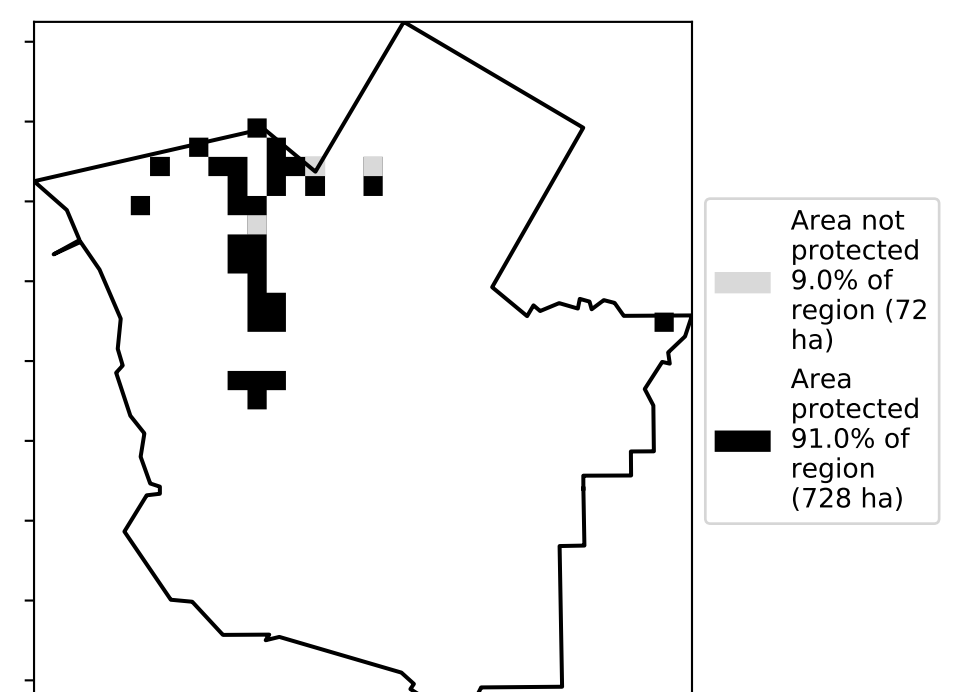 Area not
protected
9.0% of
region (72
ha)
Area
protected
91.0% of
region
(728 ha)